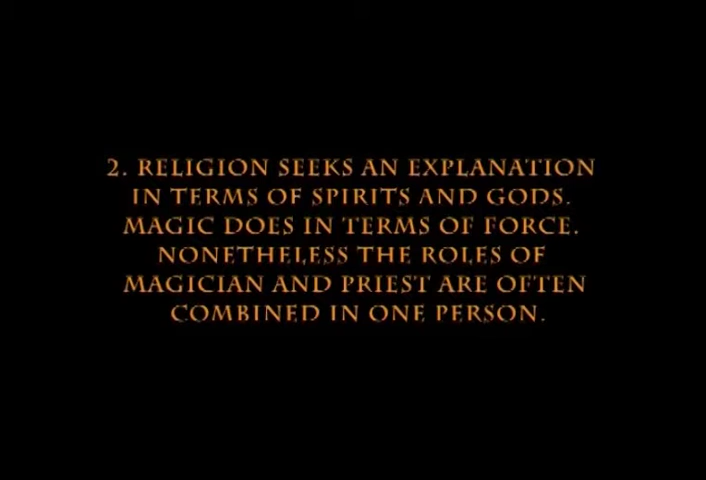 2. RELIGION SEEKS AN EXPLANATION
IN TERMS OF SPIRITS AND GODS.
MAGIC DOES IN TERMS OF FORCE.
NONETHELESS THE ROLES OF
MAGICIAN AND PRIEST ARE OFTEN
COMBINED IN ONE PERSON.